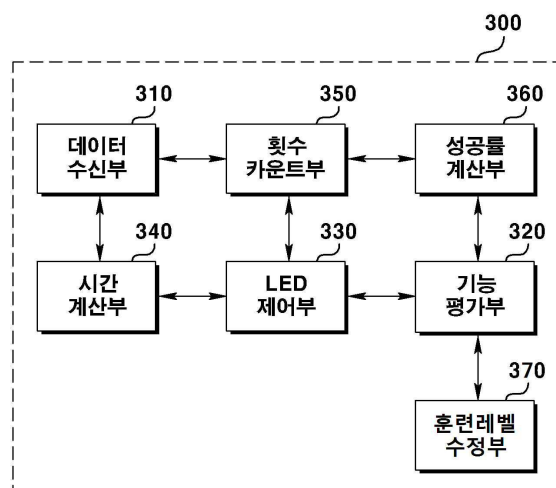 300
310
350
360
데이터
수신부
횟수
카운트부
성공률
계산부
340
330
320
시간
계산부
LED
제어부
기능
평가부
370
훈련레벨
수정부